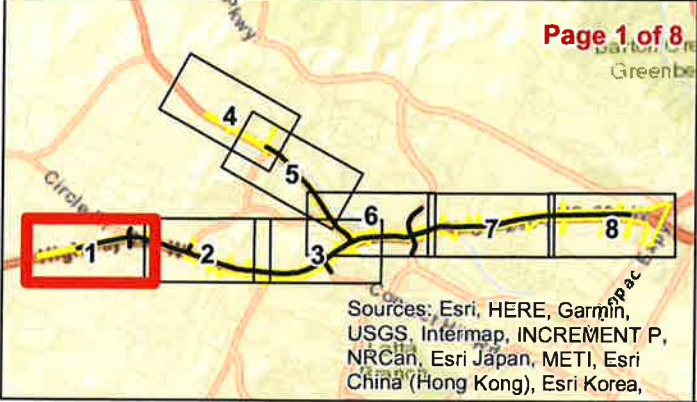 Pkwy
Page 1 of 8
Greenbe
4
5
Circle
6
7
8
1
2
3
Sources: Esri, HERE, Garmin,
USGS, Intermap, INCREMENT P,
NRCan, Esri Japan, METI, Esri
China (Hong Kong), Esri Korea,